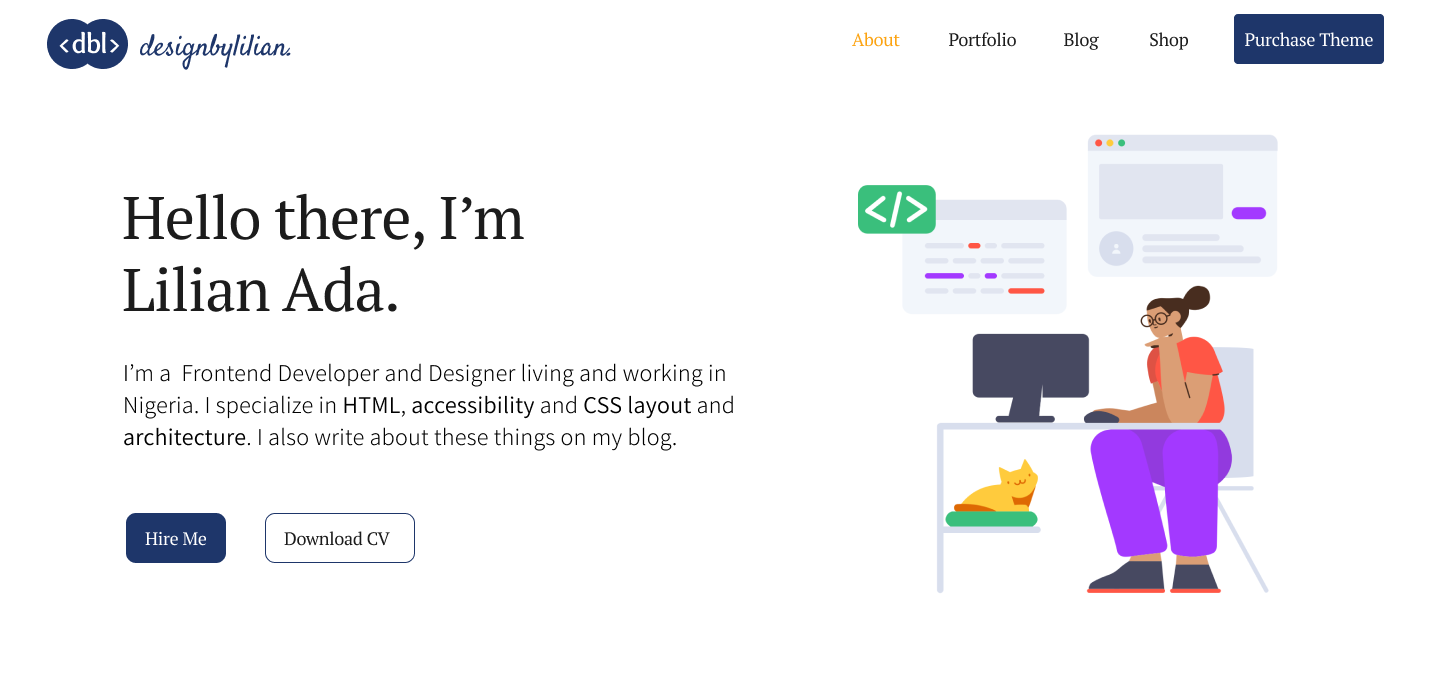 <dbl> designbylilian.
About Portfolio Blog Shop Purchase Theme
Hello there, I’m
Lilian Ada.
I’m a Frontend Developer and Designer living and working in
Nigeria. I specialize in HTML, accessibility and CSS layout and
architecture. I also write about these things on my blog.
Hire Me Download CV
</>